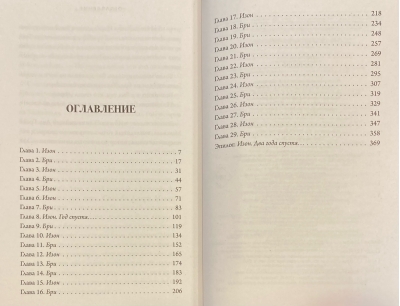 ОГЛАВЛЕНИЕ
Глава 1. Изон 7
Глава 2. Бри 17
Глава 3. Изон 31
Глава 4. Бри 44
Глава 5. Изон 57
Глава 6. Изон 71
Глава 7. Бри 83
Глава 8. Изон. Год спустя… 101
Глава 9. Бри 119
Глава 10. Изон 134
Глава 11. Бри 152
Глава 12. Изон 165
Глава 13. Бри 174
Глава 14. Бри 183
Глава 15. Изон 192
Глава 16. Бри 206
Глава 17. Изон 218
Глава 18. Бри 234
Глава 19. Бри 248
Глава 20. Изон 257
Глава 21. Бри 269
Глава 22. Изон 281
Глава 23. Бри 295
Глава 24. Изон 307
Глава 25. Бри 319
Глава 26. Изон 329
Глава 27. Бри 341
Глава 28. Изон 347
Глава 29. Бри 358
Эпилог. Изон. Два года спустя… 369